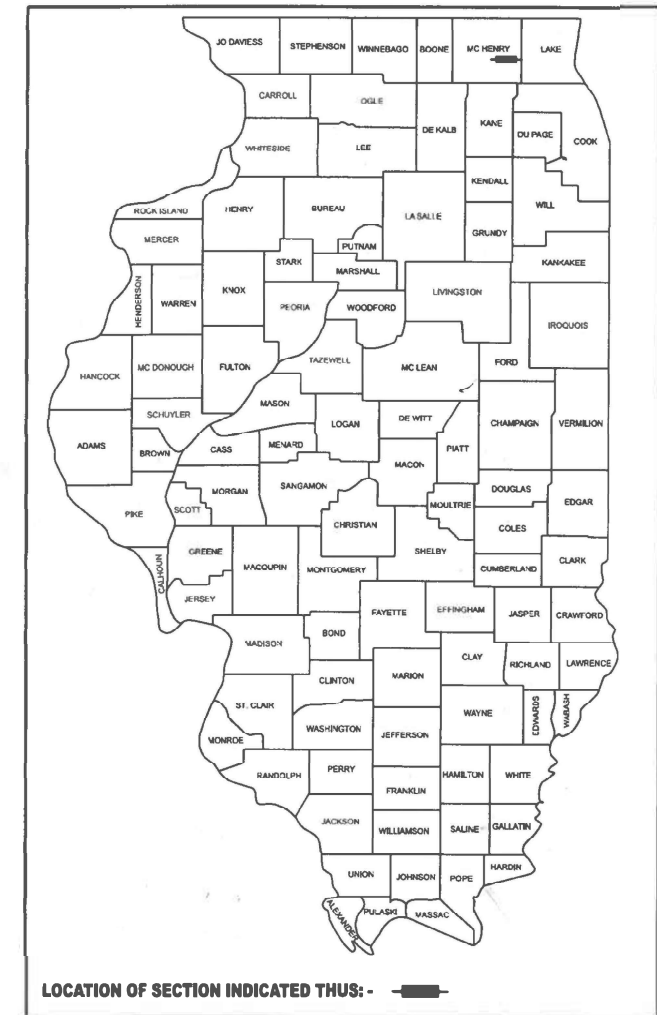 JO DAVIESS
STEPHENSON
WINNEBAGO
BOONE
MC HENRY
LAKE
CARROLL
OGLE
DE KALB
KANE
DU PAGE
COOK
WHITESIDE
LEE
KENDALL
WILL
ROCK ISLAND
HENRY
BUREAU
LA SALLE
GRUNDY
MERCER
PUTNAM
STARK
MARSHALL
KANKAKEE
HENDERSON
WARREN
KNOX
PEORIA
WOODFORD
LIVINGSTON
IROQUOIS
HANCOCK
MC DONOUGH
FULTON
TAZEWELL
MC LEAN
FORD
MASON
SCHUYLER
LOGAN
DE WITT
CHAMPAIGN
VERMILION
ADAMS
BROWN
CASS
MENARD
PIATT
MACON
MORGAN
SANGAMON
DOUGLAS
EDGAR
PIKE
SCOTT
CHRISTIAN
MOULTRIE
COLES
SHELBY
GREENE
MACOUPIN
MONTGOMERY
CUMBERLAND
CLARK
CALHOUN
JERSEY
FAYETTE
EFFINGHAM
JASPER
CRAWFORD
MADISON
BOND
CLAY
RICHLAND
LAWRENCE
CLINTON
MARION
ST. CLAIR
WAYNE
EDWARDS
WABASH
WASHINGTON
JEFFERSON
MONROE
RANDOLPH
PERRY
HAMILTON
WHITE
FRANKLIN
JACKSON
WILLIAMSON
SALINE
GALLATIN
UNION
JOHNSON
POPE
HARDIN
ALEXANDER
PULASKI
MASSAC
LOCATION OF SECTION INDICATED THUS: -